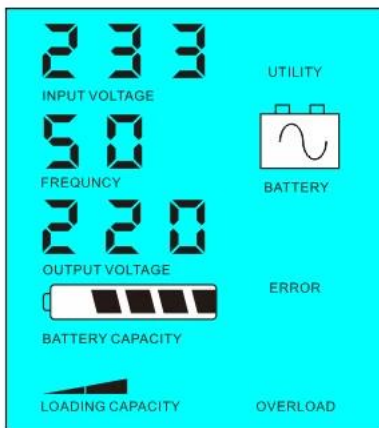 233
UTILITY
INPUT VOLTAGE
50
FREQUNCY
BATTERY
220
OUTPUT VOLTAGE
ERROR
BATTERY CAPACITY
LOADING CAPACITY
OVERLOAD